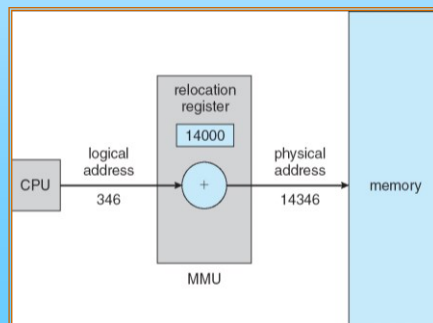 relocation
register
14000
logical
address
physical
address
CPU
+
memory
346
14346
MMU